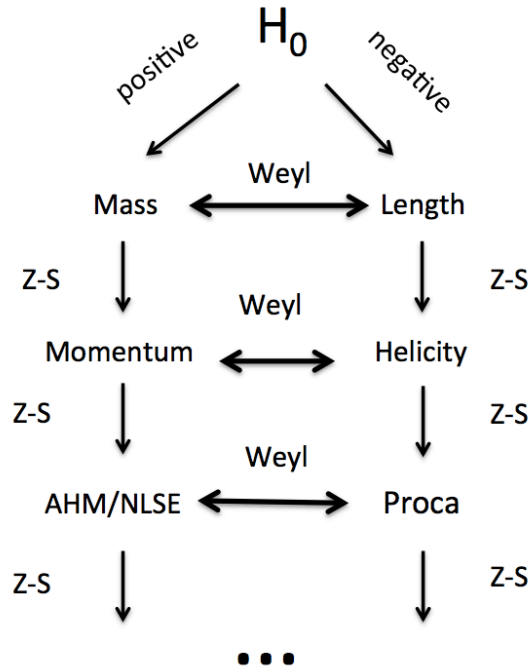 H₀
positive
negative
Weyl
Mass
Length
Z-S
Z-S
Weyl
Momentum
Helicity
Z-S
Z-S
Weyl
AHM/NLSE
Proca
Z-S
Z-S
...